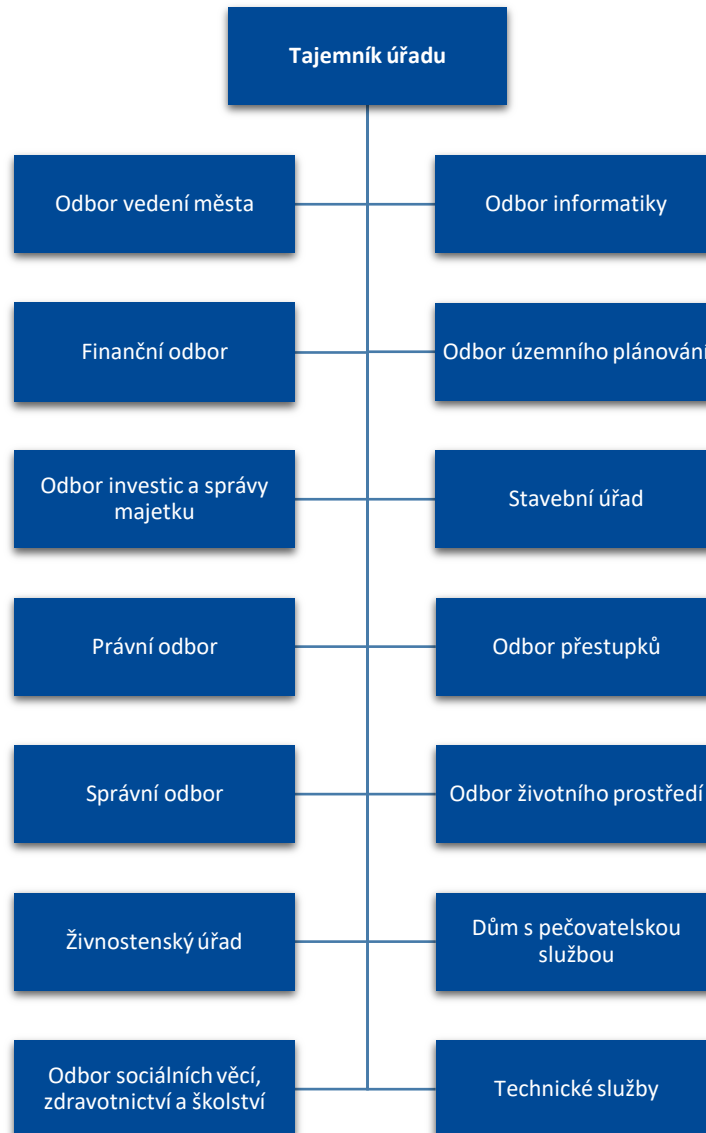 Tajemník úřadu
Odbor vedení města
Odbor informatiky
Finanční odbor
Odbor územního plánování
Odbor investic a správy
majetku
Stavební úřad
Právní odbor
Odbor přestupků
Správní odbor
Odbor životního prostředí
Živnostenský úřad
Dům s pečovatelskou
službou
Odbor sociálních věcí,
zdravotnictví a školství
Technické služby